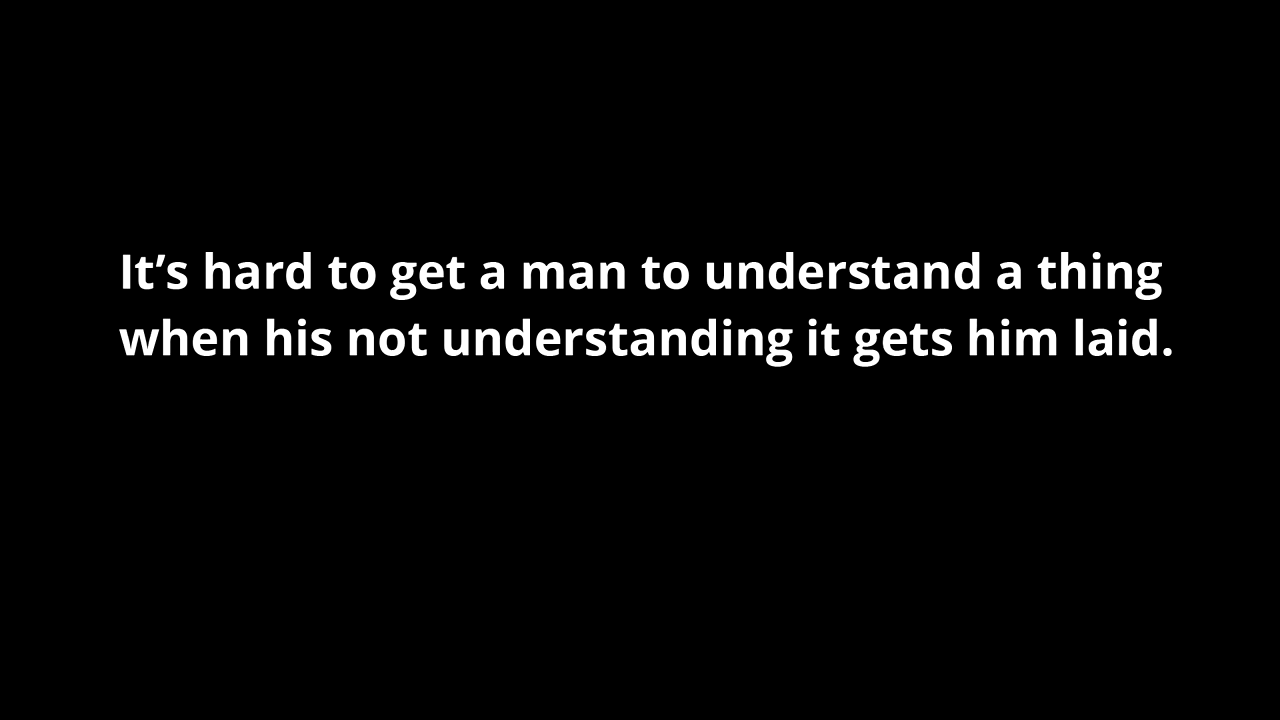 It’s hard to get a man to understand a thing
when his not understanding it gets him laid.